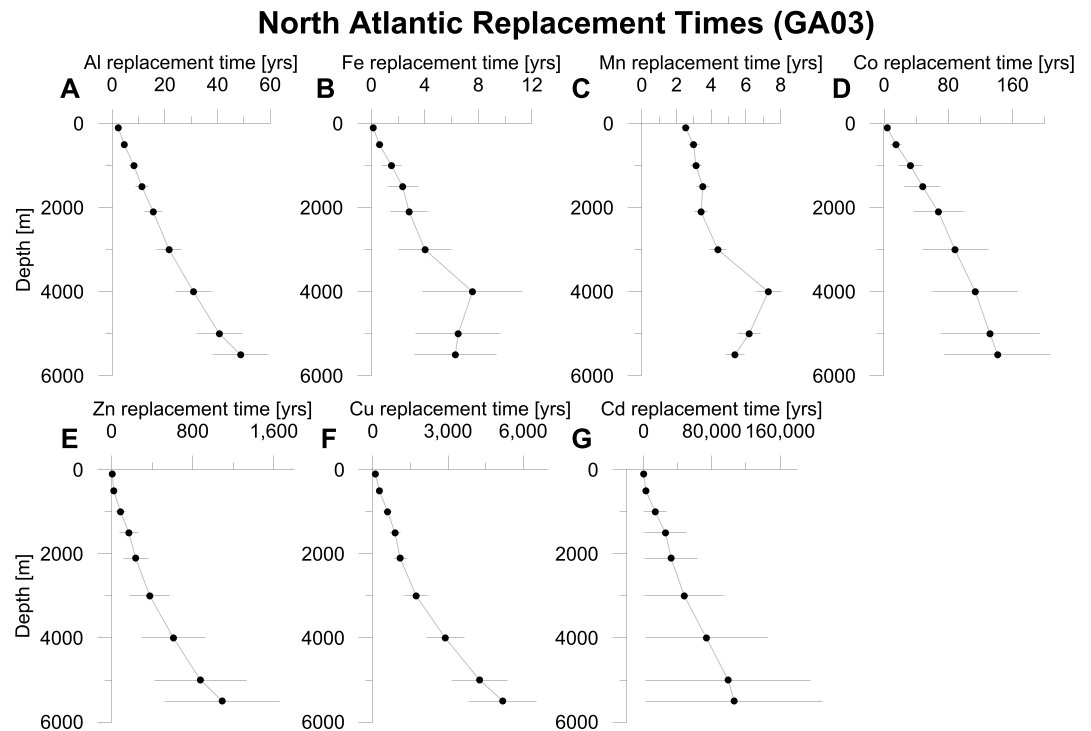 North Atlantic Replacement Times (GA03)
Al replacement time [yrs] Fe replacement time [yrs] Mn replacement time [yrs] Co replacement time [yrs]
A 0 20 40 60 B 0 4 8 12 C 0 2 4 6 8 D 0 80 160
0 0 0 0
2000 2000 2000 2000
Depth [m]
4000 4000 4000 4000
6000 6000 6000 6000
Zn replacement time [yrs] Cu replacement time [yrs] Cd replacement time [yrs]
E 0 800 1,600 F 0 3,000 6,000 G 0 80,000 160,000
0 0 0
2000 2000 2000
Depth [m]
4000 4000 4000
6000 6000 6000